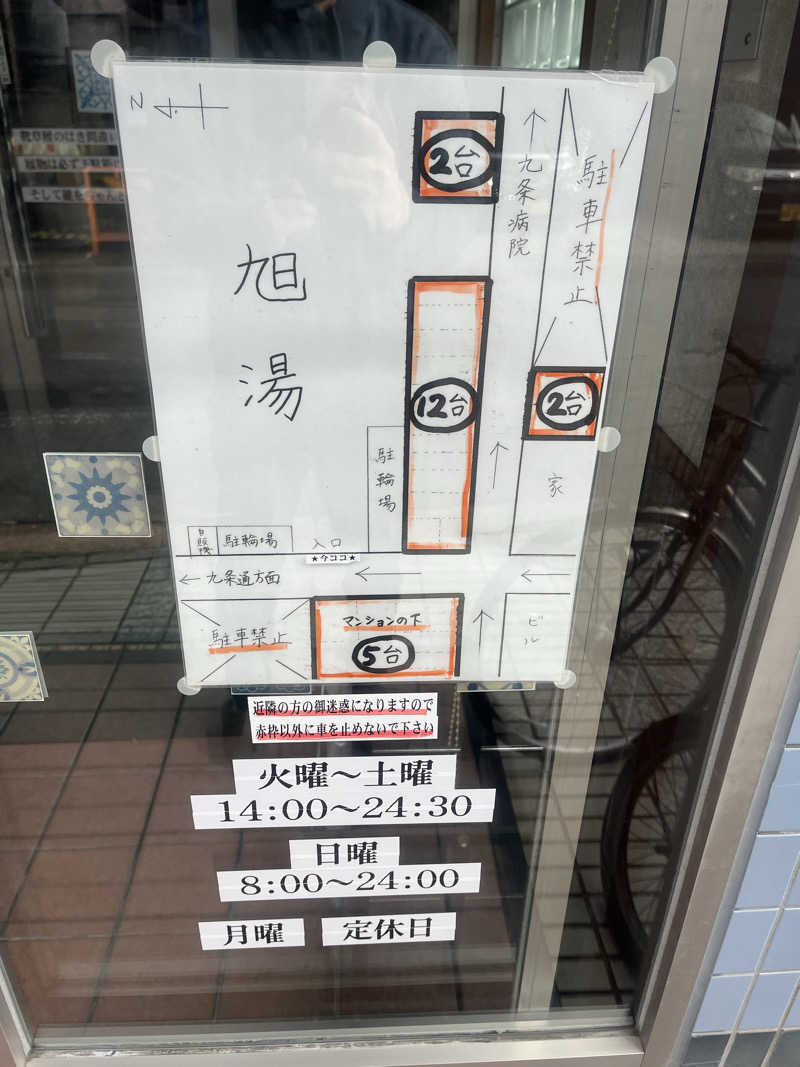 N
2台
九条病院
駐車禁止
旭湯
12台
2台
駐輪場
家
自販機
駐輪場
入口
★今ココ★
← 九条通方面
駐車禁止
マンションの下
5台
ビル
近隣の方の御迷惑になりますので
赤枠以外に車を止めないで下さい
火曜～土曜
14:00～24:30
日曜
8:00～24:00
月曜 定休日